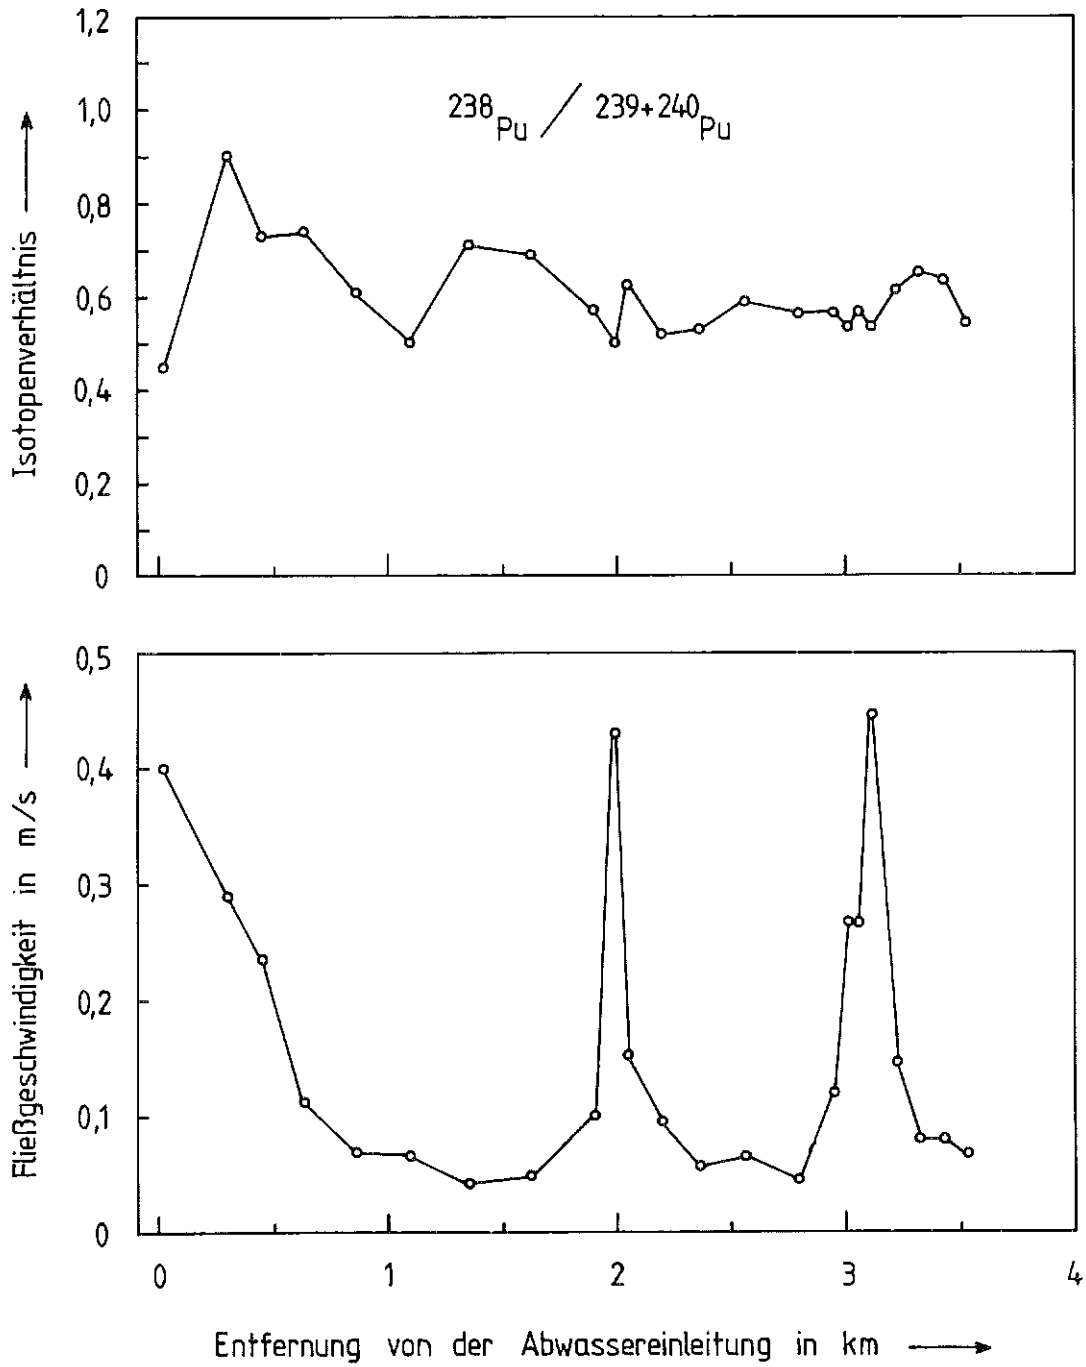 1,2
1,0
0,8
0,6
0,4
0,2
0
Isotopenverhältnis
238Pu / 239+240Pu
0,5
0,4
0,3
0,2
0,1
0
Fließgeschwindigkeit in m/s
0 1 2 3 4
Entfernung von der Abwassereinleitung in km